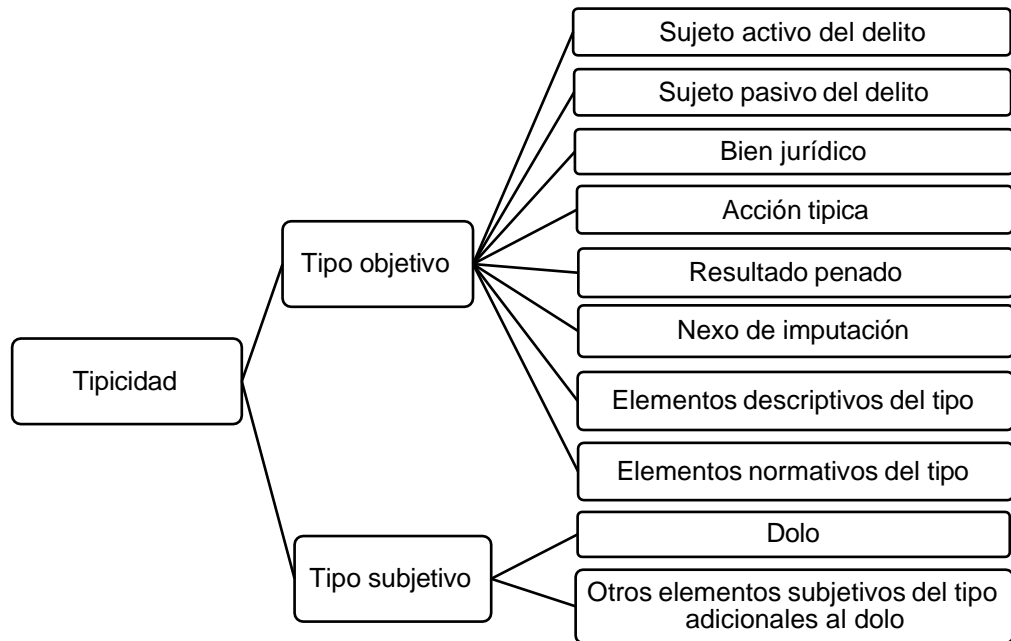 Sujeto activo del delito
Sujeto pasivo del delito
Bien jurídico
Acción tipica
Tipo objetivo
Resultado penado
Nexo de imputación
Tipicidad
Elementos descriptivos del tipo
Elementos normativos del tipo
Dolo
Tipo subjetivo
Otros elementos subjetivos del tipo
adicionales al dolo